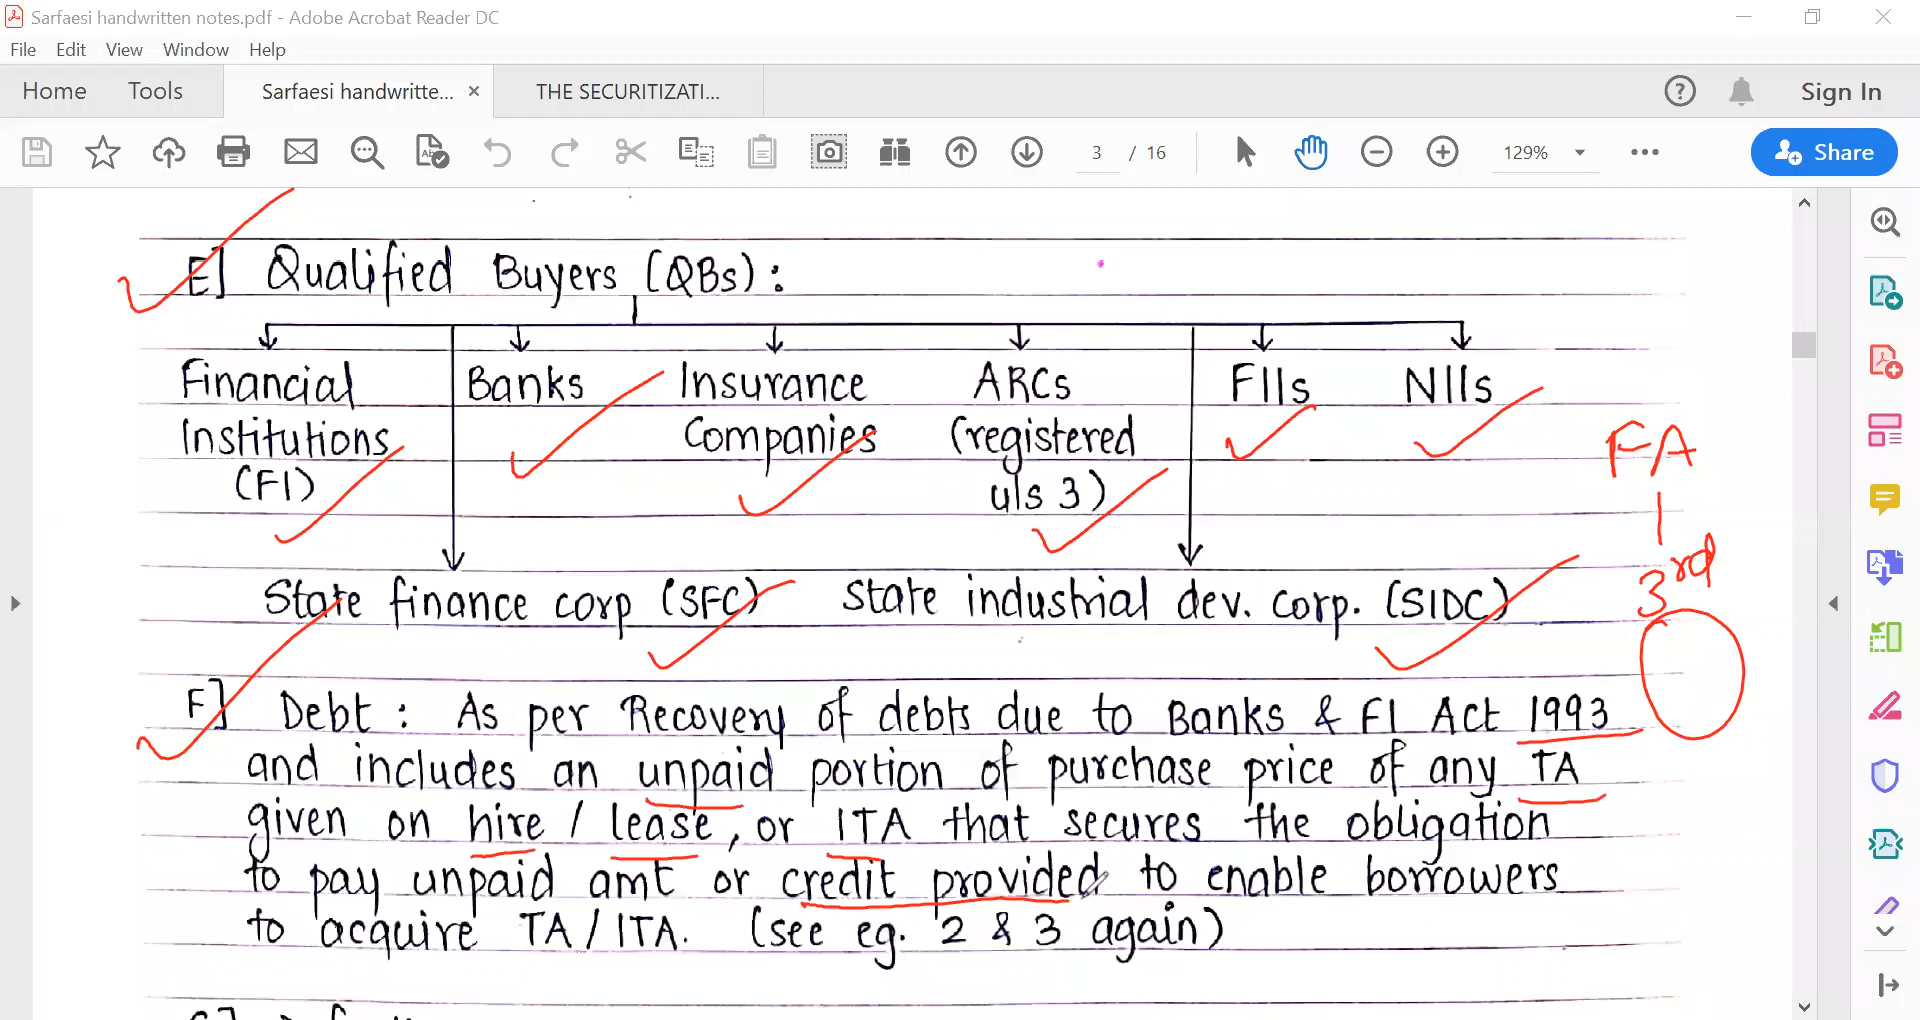 Sarfaesi handwritten notes.pdf - Adobe Acrobat Reader DC
File Edit View Window Help
Home Tools Sarfaesi handwritte... × THE SECURITIZATI... Sign In
3 / 16 129% Share
E] Qualified Buyers (QBs) :
Financial Banks Insurance ARCs FIIs NIIs
Institutions Companies (registered
(FI) u/s 3)
FA
3rd
State finance corp (SFC) State industrial dev. corp. (SIDC)
F] Debt : As per Recovery of debts due to Banks & FI Act 1993
and includes an unpaid portion of purchase price of any TA
given on hire / lease, or ITA that secures the obligation
to pay unpaid amt or credit provided to enable borrowers
to acquire TA / ITA. (see eg. 2 & 3 again)